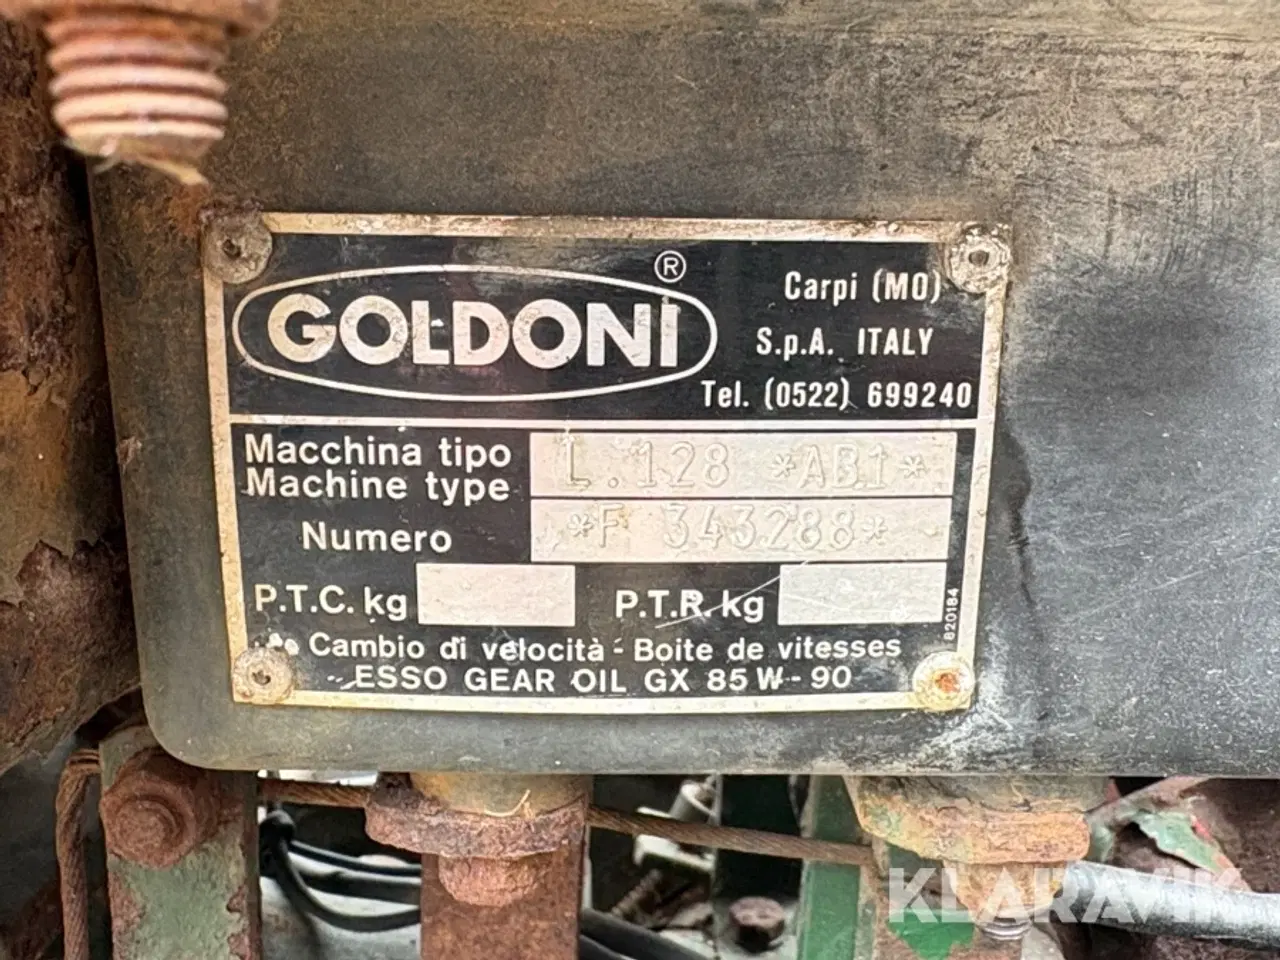 GOLDONI ®
Carpi (MO)
S.p.A. ITALY
Tel. (0522) 699240
Macchina tipo
Machine type
L.128 *AB1*
Numero
*F 343288*
P.T.C. kg
P.T.R. kg
820184
Cambio di velocità - Boite de vitesses
ESSO GEAR OIL GX 85W-90
KLARAVIK